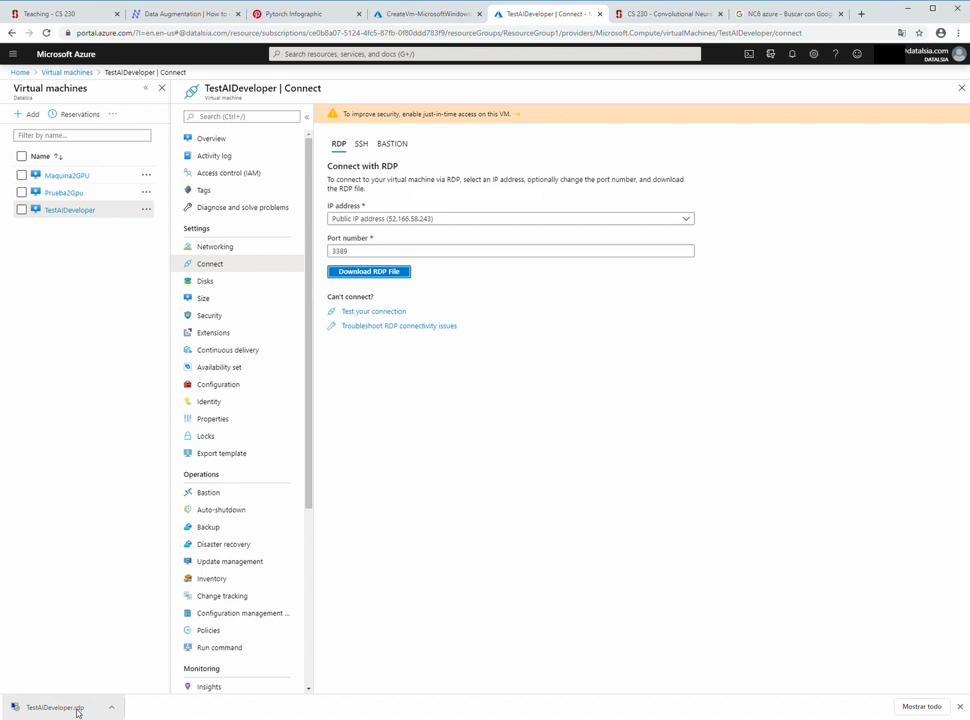 Teaching - CS 230
Data Augmentation | How to
Pytorch Infographic
CreateVm-MicrosoftWindows
TestAIDeveloper | Connect -
CS 230 - Convolutional Neura
NC6 azure - Buscar con Goog
portal.azure.com/?l=en.en-us#@datalsia.com/resource/subscriptions/ce0b8a07-5124-4fc5-87fb-0f80ddd783f9/resourceGroups/ResourceGroup1/providers/Microsoft.Compute/virtualMachines/TestAIDeveloper/connect
Microsoft Azure
Search resources, services, and docs (G+/)
datalsia.com
DATALSIA
Home > Virtual machines > TestAIDeveloper | Connect
Virtual machines
Datalsia
Add
Reservations
Filter by name...
Name
Maquina2GPU
Prueba2Gpu
TestAIDeveloper
TestAIDeveloper | Connect
Virtual machine
Search (Ctrl+/)
Overview
Activity log
Access control (IAM)
Tags
Diagnose and solve problems
Settings
Networking
Connect
Disks
Size
Security
Extensions
Continuous delivery
Availability set
Configuration
Identity
Properties
Locks
Export template
Operations
Bastion
Auto-shutdown
Backup
Disaster recovery
Update management
Inventory
Change tracking
Configuration management ...
Policies
Run command
Monitoring
Insights
To improve security, enable just-in-time access on this VM. →
RDP SSH BASTION
Connect with RDP
To connect to your virtual machine via RDP, select an IP address, optionally change the port number, and download
the RDP file.
IP address *
Public IP address (52.166.58.243)
Port number *
3389
Download RDP File
Can't connect?
Test your connection
Troubleshoot RDP connectivity issues
TestAIDeveloper.rdp
Mostrar todo